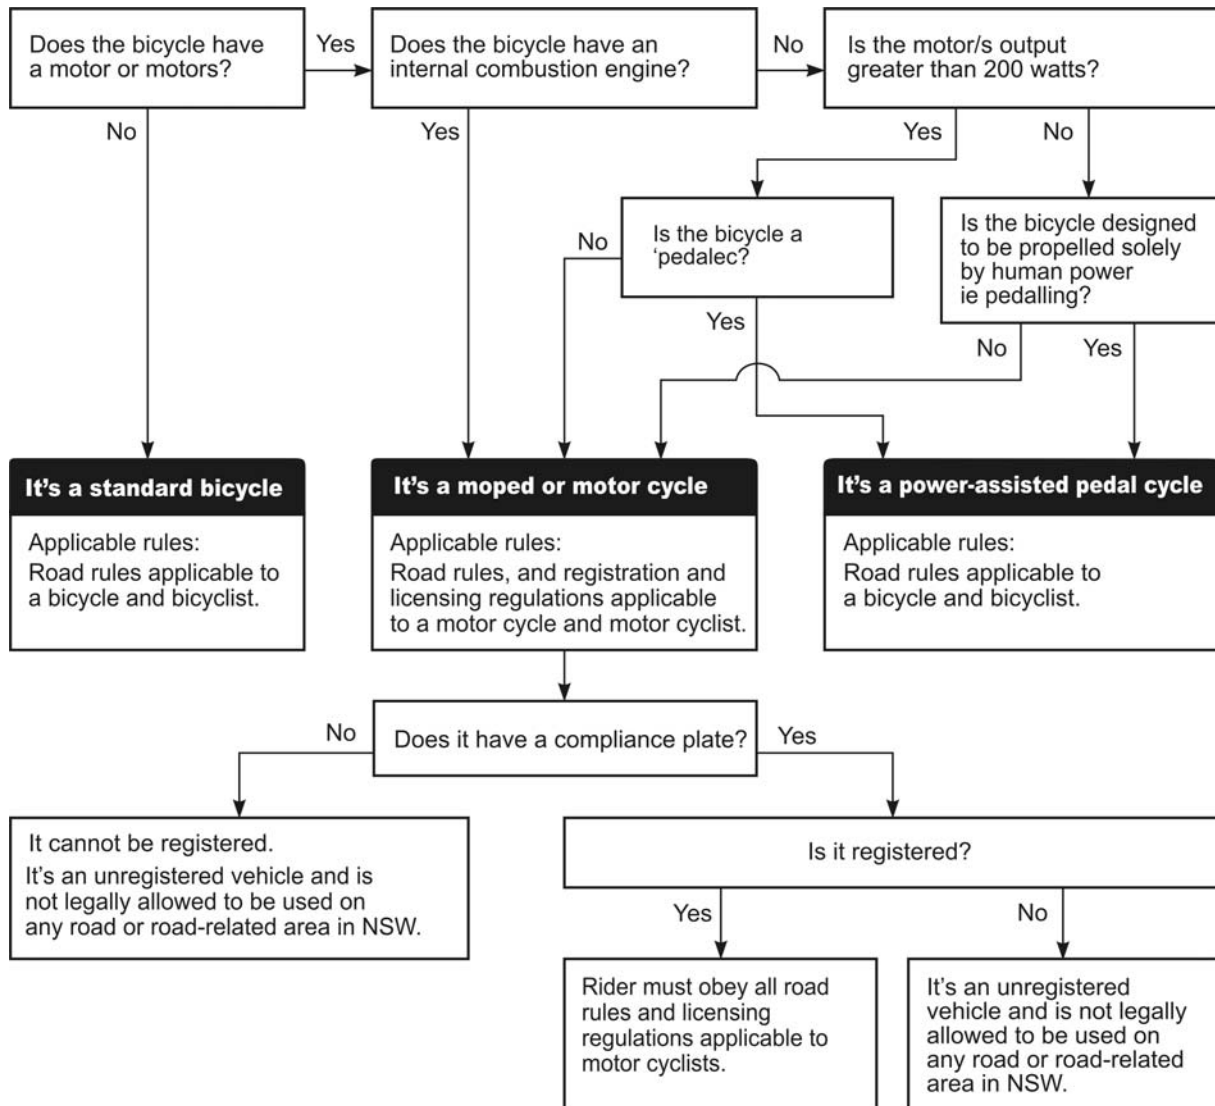 Does the bicycle have
a motor or motors?
Yes
Does the bicycle have an
internal combustion engine?
No
Is the motor/s output
greater than 200 watts?
No
Yes
Yes
No
Is the bicycle a
‘pedalec?
No
Yes
Is the bicycle designed
to be propelled solely
by human power
ie pedalling?
No
Yes
It's a standard bicycle
Applicable rules:
Road rules applicable to
a bicycle and bicyclist.
It's a moped or motor cycle
Applicable rules:
Road rules, and registration and
licensing regulations applicable
to a motor cycle and motor cyclist.
It's a power-assisted pedal cycle
Applicable rules:
Road rules applicable to
a bicycle and bicyclist.
Does it have a compliance plate?
No
Yes
It cannot be registered.
It's an unregistered vehicle and is
not legally allowed to be used on
any road or road-related area in NSW.
Is it registered?
Yes
No
Rider must obey all road
rules and licensing
regulations applicable to
motor cyclists.
It's an unregistered
vehicle and is not legally
allowed to be used on
any road or road-related
area in NSW.